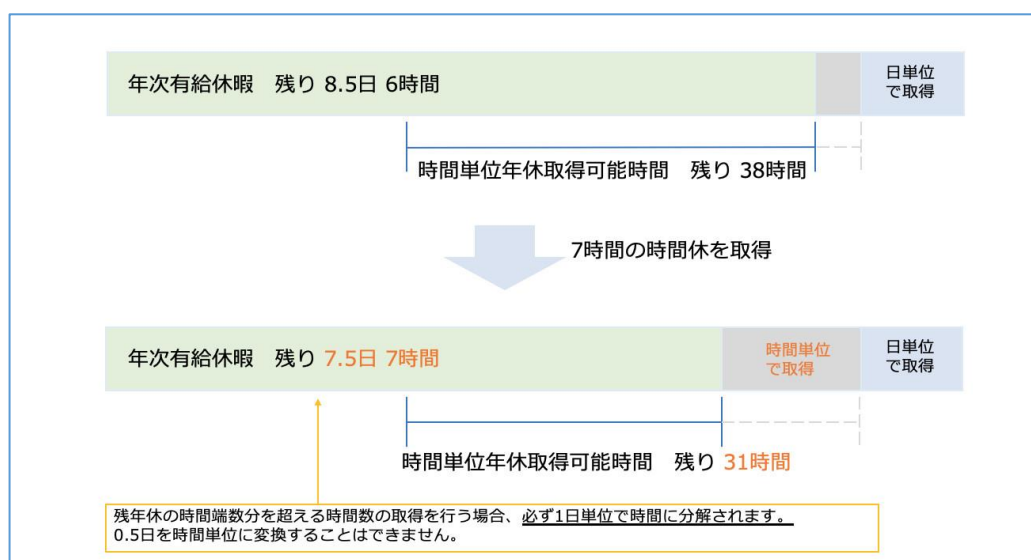 年次有給休暇　残り 8.5日 6時間
日単位
で取得
時間単位年休取得可能時間　残り 38時間
7時間の時間休を取得
年次有給休暇　残り 7.5日 7時間
時間単位
で取得
日単位
で取得
時間単位年休取得可能時間　残り 31時間
残年休の時間端数分を超える時間数の取得を行う場合、必ず1日単位で時間に分解されます。
0.5日を時間単位に変換することはできません。